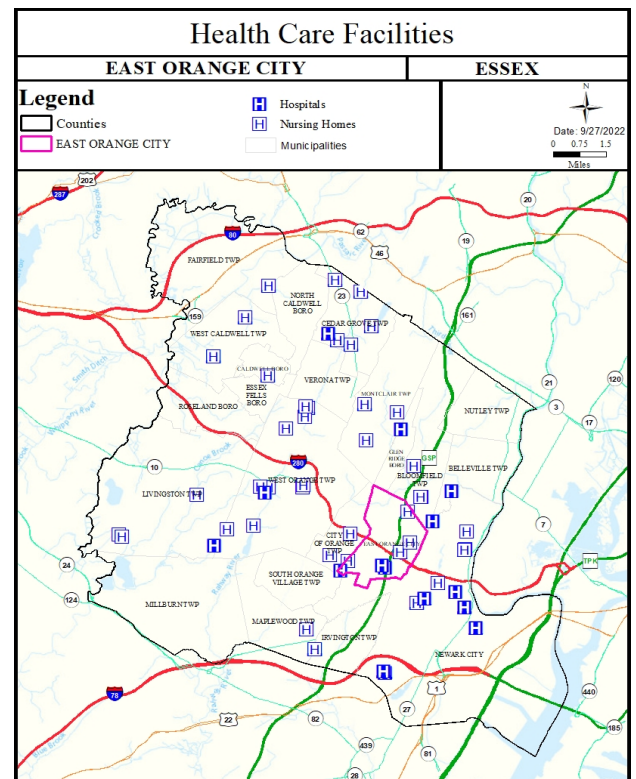 Health Care Facilities
EAST ORANGE CITY
ESSEX
Legend
Counties
EAST ORANGE CITY
H Hospitals
H Nursing Homes
Municipalities
N
Date: 9/27/2022
0 0.75 1.5
Miles
202
287
80
62
46
20
19
FAIRFIELD TWP
NORTH
CALDWELL
BORO
23
159
161
CEDAR GROVE TWP
WEST CALDWELL TWP
CALDWELL BORO
ESSEX
FELLS
BORO
VERONA TWP
MONTCLAIR TWP
ROSELAND BORO
NUTLEY TWP
21
120
3
17
GLEN
RIDGE
BORO
GSP
BLOOMFIELD
TWP
BELLEVILLE TWP
280
10
WEST ORANGE TWP
LIVINGSTON TWP
7
CITY
OF ORANGE
TWP
TPK
24
124
SOUTH ORANGE
VILLAGE TWP
MILLBURN TWP
MAPLEWOOD TWP
IRVINGTON TWP
NEWARK CITY
78
22
82
27
1
440
185
439
81
28